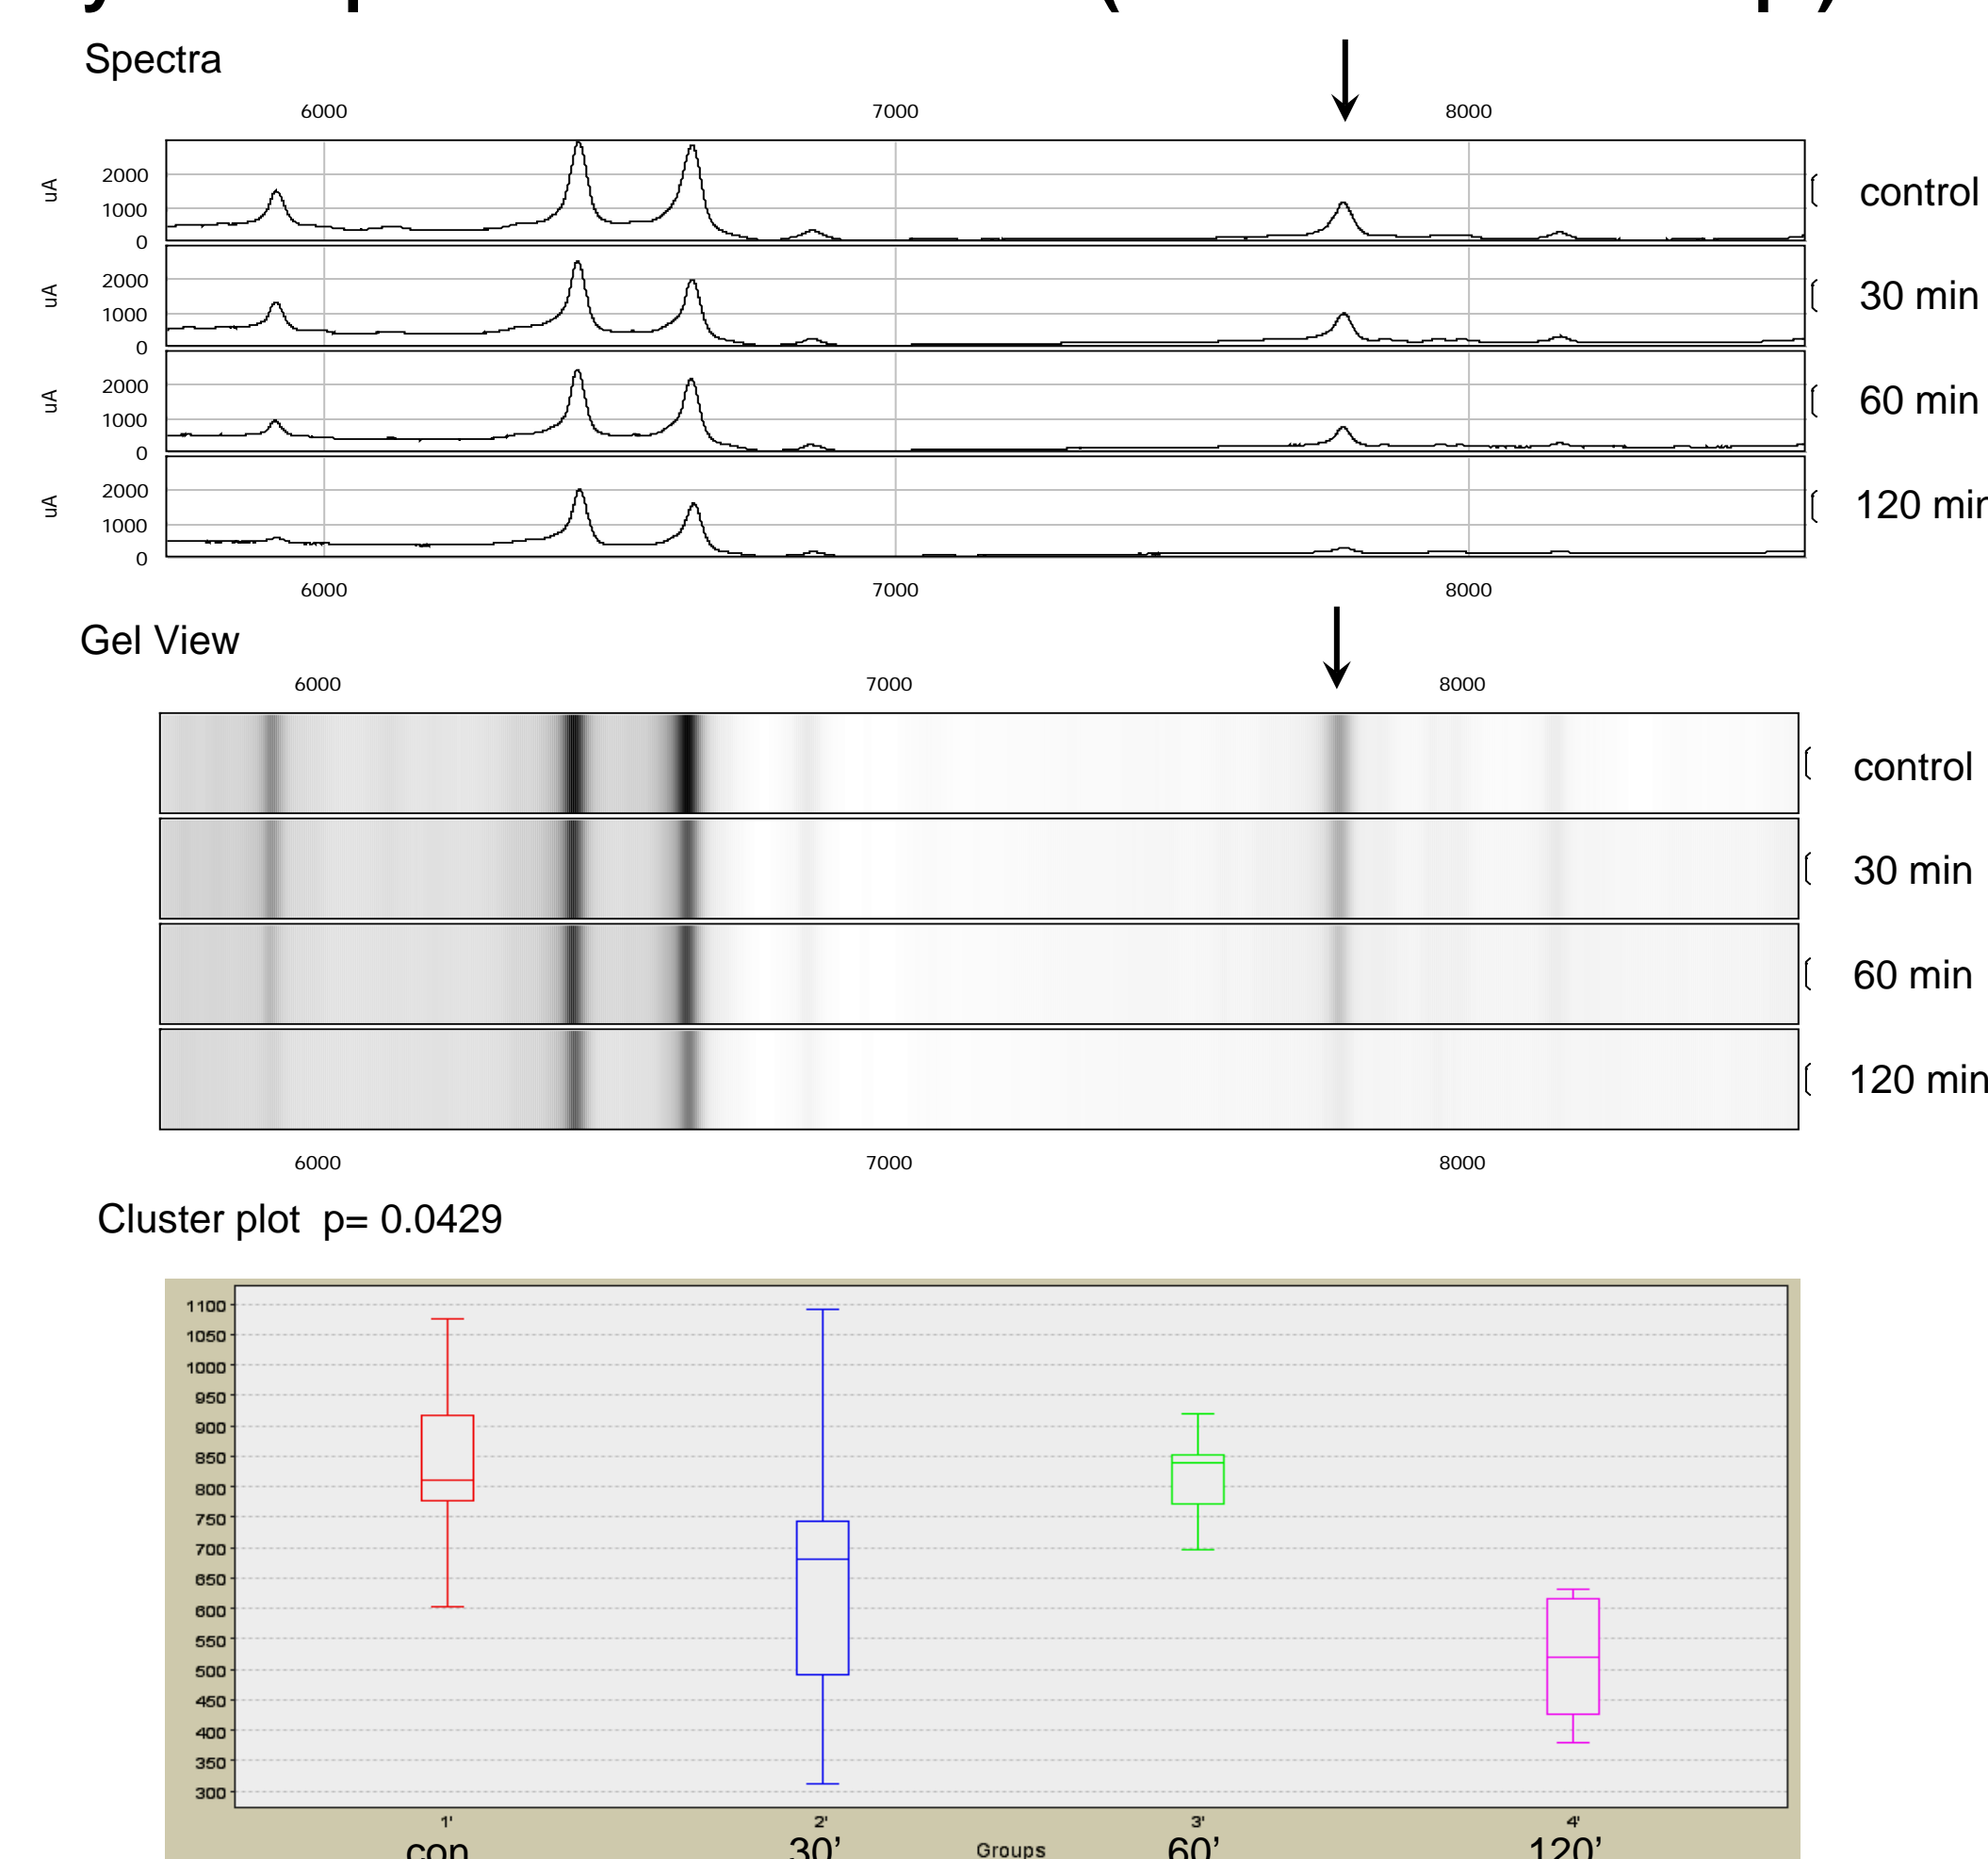 Spectra
6000 7000 8000
uA 2000 1000 0 control
uA 2000 1000 0 30 min
uA 2000 1000 0 60 min
uA 2000 1000 0 120 min
6000 7000 8000
Gel View
6000 7000 8000
control
30 min
60 min
120 min
6000 7000 8000
Cluster plot p= 0.0429
1100
1050
1000
950
900
850
800
750
700
650
600
550
500
450
400
350
300
1' 2' 3' 4'
con 30' Groups 60' 120'